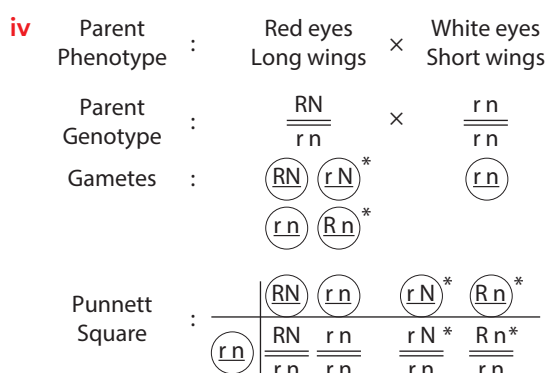 iv Parent Phenotype : Red eyes Long wings × White eyes Short wings
Parent Genotype : RN / r n × r n / r n
Gametes : RN r N* r n
r n R n*
Punnett Square : RN r n r N* R n*
r n RN / r n r n / r n r N* / r n R n* / r n